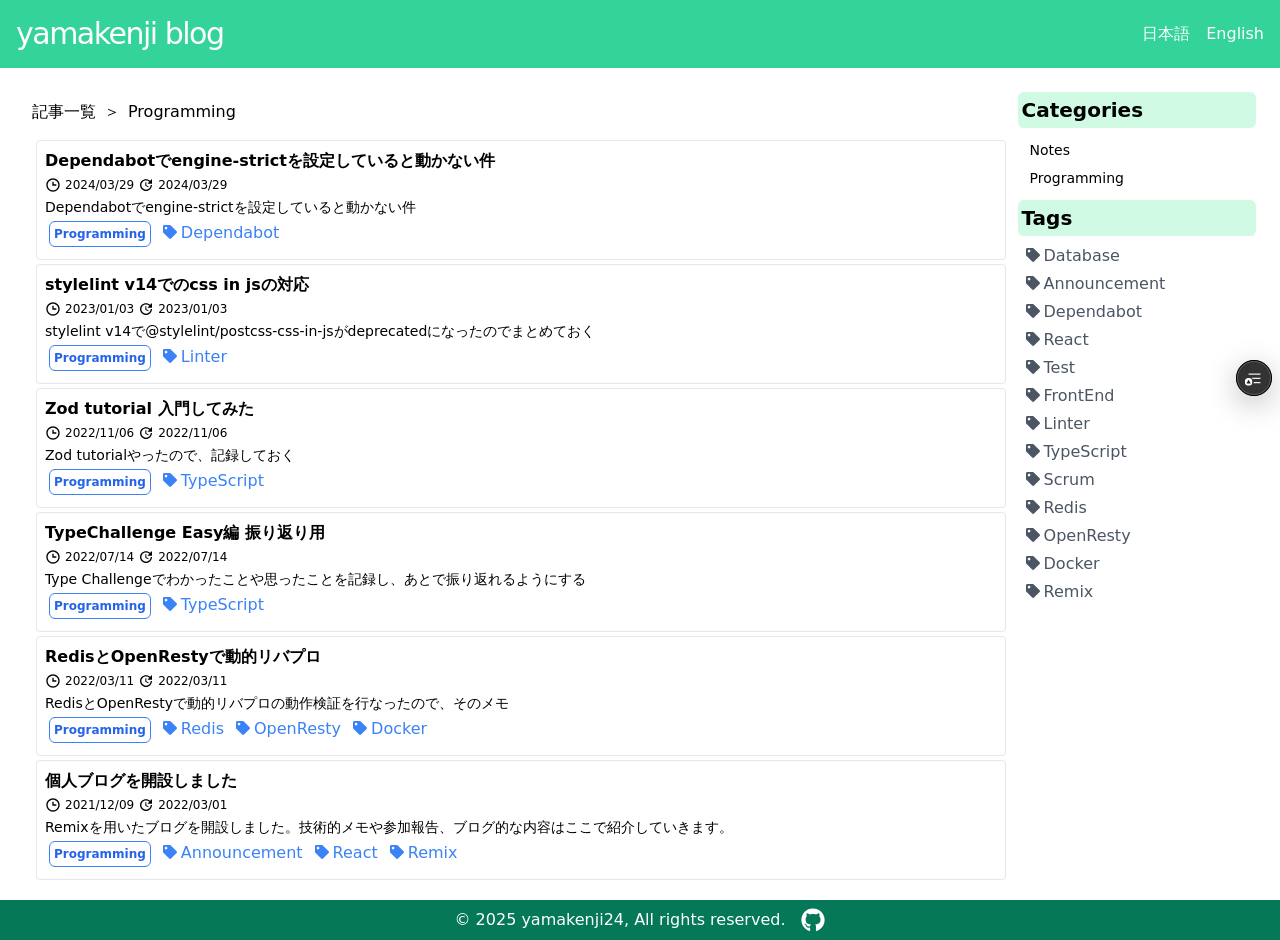 yamakenji blog
日本語 English
記事一覧 ＞ Programming
Dependabotでengine-strictを設定していると動かない件
2024/03/29 2024/03/29
Dependabotでengine-strictを設定していると動かない件
Programming Dependabot
stylelint v14でのcss in jsの対応
2023/01/03 2023/01/03
stylelint v14で@stylelint/postcss-css-in-jsがdeprecatedになったのでまとめておく
Programming Linter
Zod tutorial 入門してみた
2022/11/06 2022/11/06
Zod tutorialやったので、記録しておく
Programming TypeScript
TypeChallenge Easy編 振り返り用
2022/07/14 2022/07/14
Type Challengeでわかったことや思ったことを記録し、あとで振り返れるようにする
Programming TypeScript
RedisとOpenRestyで動的リバプロ
2022/03/11 2022/03/11
RedisとOpenRestyで動的リバプロの動作検証を行なったので、そのメモ
Programming Redis OpenResty Docker
個人ブログを開設しました
2021/12/09 2022/03/01
Remixを用いたブログを開設しました。技術的メモや参加報告、ブログ的な内容はここで紹介していきます。
Programming Announcement React Remix
Categories
Notes
Programming
Tags
Database
Announcement
Dependabot
React
Test
FrontEnd
Linter
TypeScript
Scrum
Redis
OpenResty
Docker
Remix
© 2025 yamakenji24, All rights reserved.